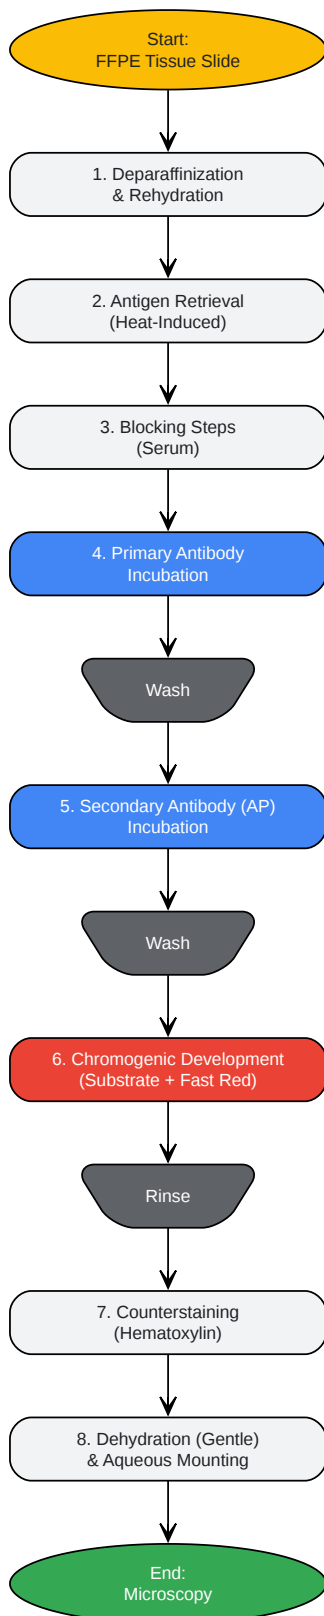 Start:
FFPE Tissue Slide
1. Deparaffinization
& Rehydration
2. Antigen Retrieval
(Heat-Induced)
3. Blocking Steps
(Serum)
4. Primary Antibody
Incubation
Wash
5. Secondary Antibody (AP)
Incubation
Wash
6. Chromogenic Development
(Substrate + Fast Red)
Rinse
7. Counterstaining
(Hematoxylin)
8. Dehydration (Gentle)
& Aqueous Mounting
End:
Microscopy